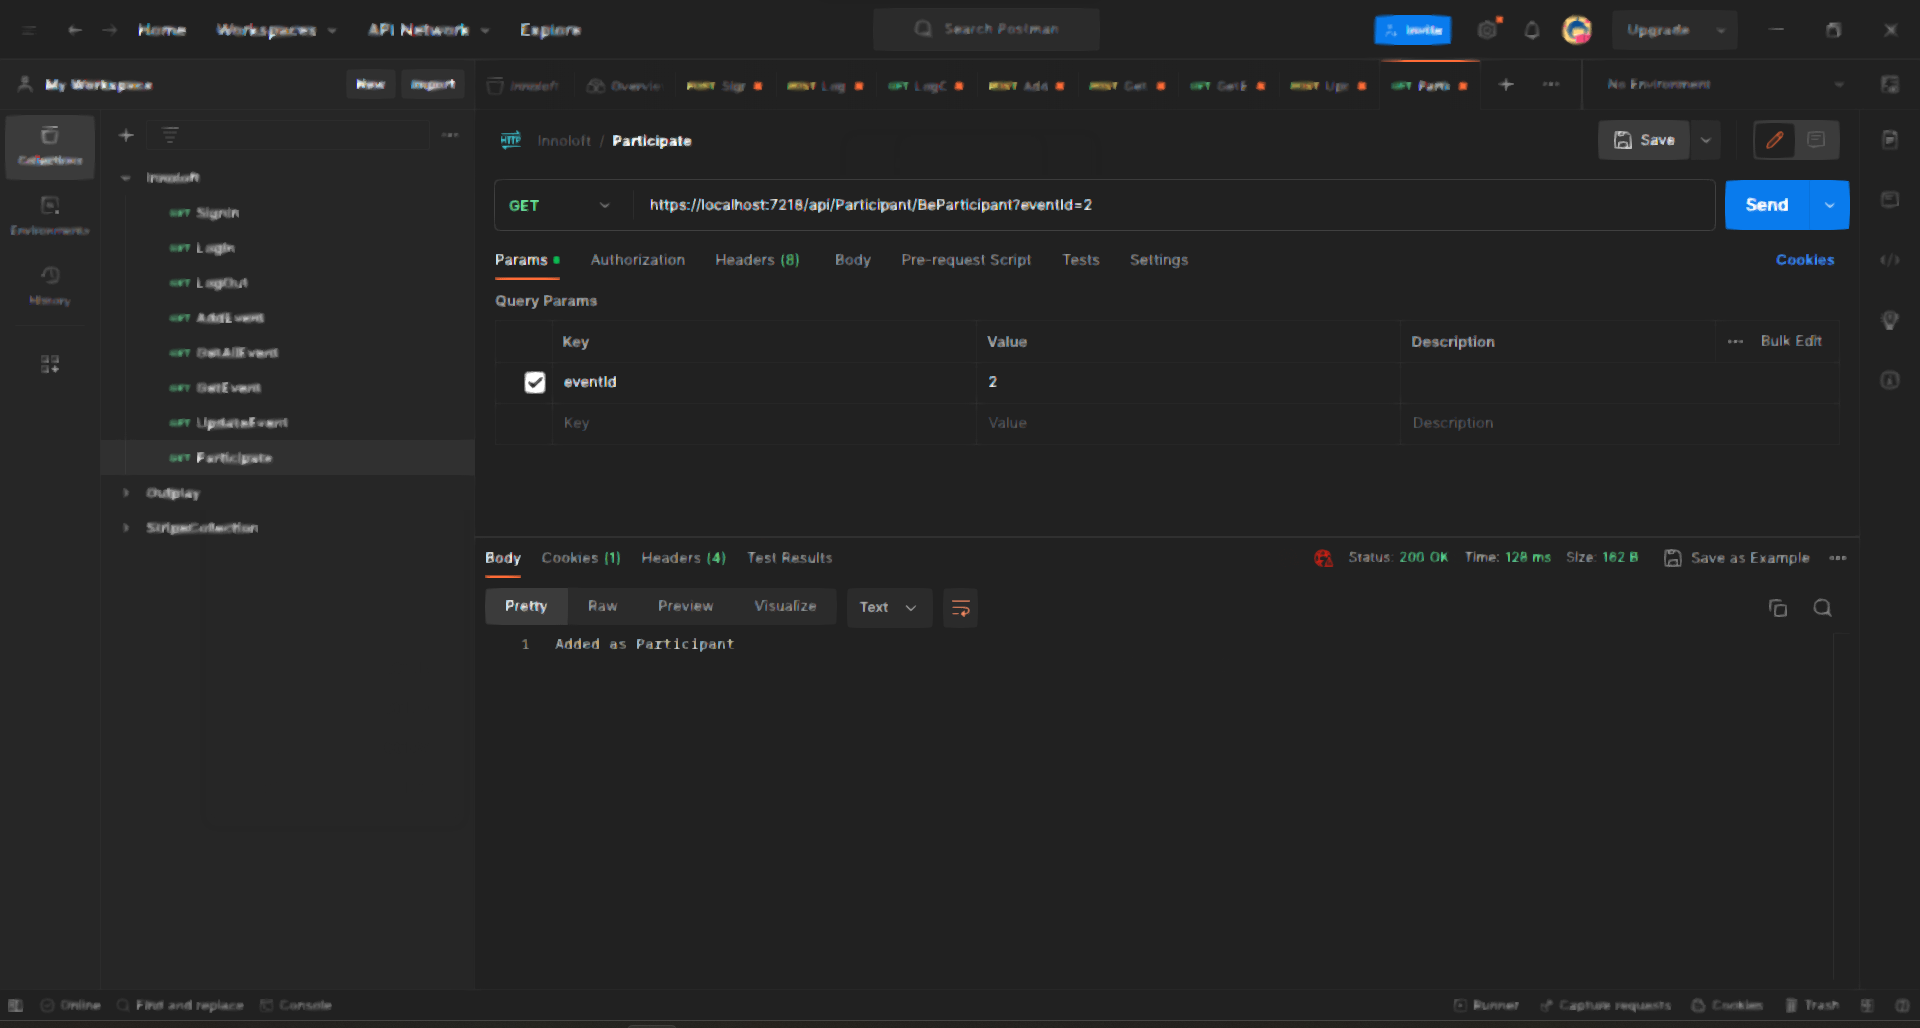 Home Workspaces API Network Explore Search Postman Invite Upgrade
My Workspace New Import Innoloft Overvie POST Sign POST Log GET LogO POST Add POST Get GET GetE POST Up GET Parti No Environment
Collections
Environments
History
Innoloft
GET SignIn
GET LogIn
GET LogOut
GET AddEvent
GET GetAllEvent
GET GetEvent
GET UpdateEvent
GET Participate
Outplay
StripeCollection
HTTP Innoloft / Participate Save
GET https://localhost:7218/api/Participant/BeParticipant?eventId=2 Send
Params Authorization Headers (8) Body Pre-request Script Tests Settings Cookies
Query Params
Key Value Description Bulk Edit
eventId 2
Key Value Description
Body Cookies (1) Headers (4) Test Results Status: 200 OK Time: 128 ms Size: 162 B Save as Example
Pretty Raw Preview Visualize Text
1 Added as Participant
Online Find and replace Console Runner Capture requests Cookies Trash